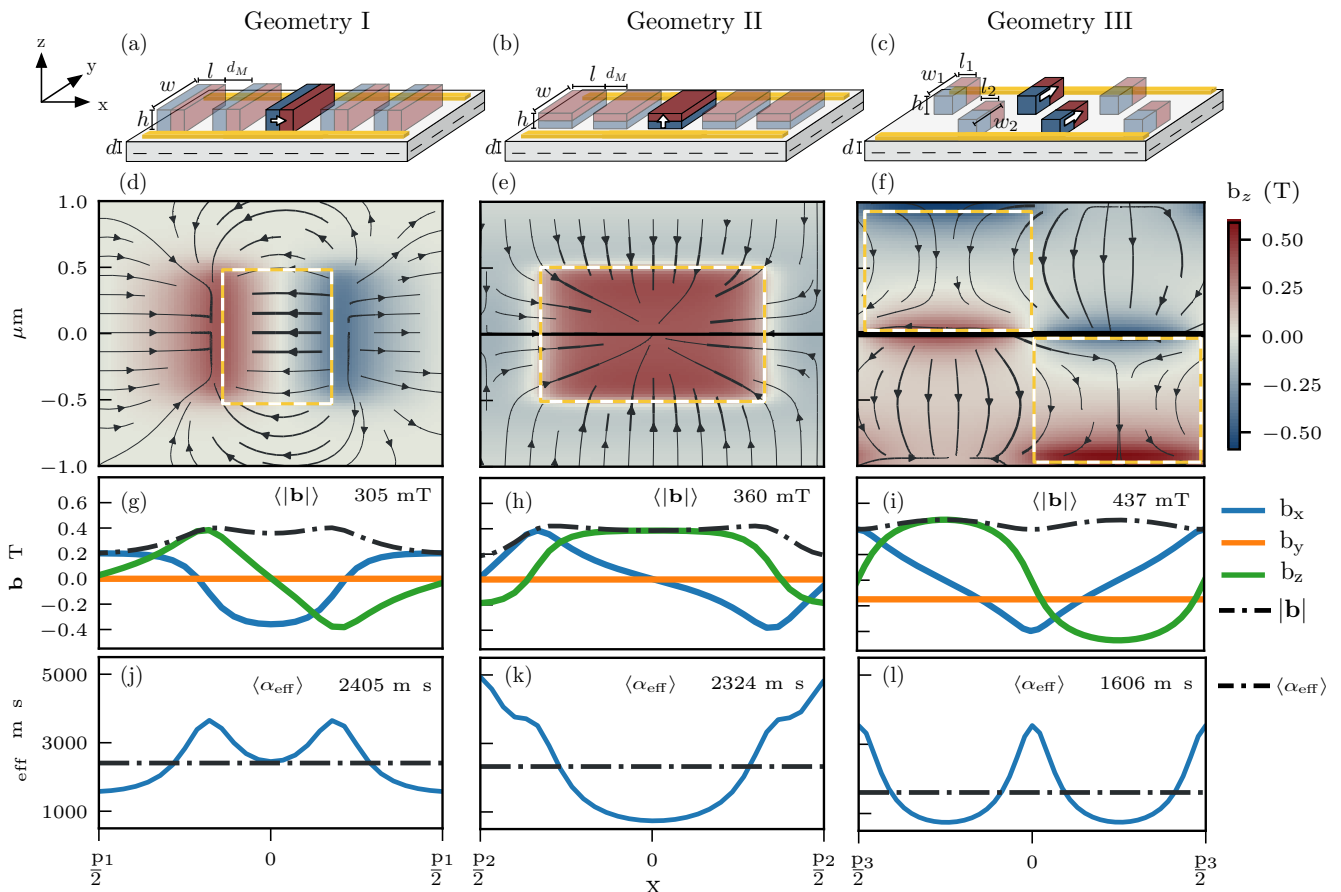 Geometry I Geometry II Geometry III
(a) (b) (c)
z y x
w l d_M h d
w l d_M h d
w_1 l_1 l_2 w_2 h d
(d) (e) (f)
b_z (T)
1.0
0.5
0.0
−0.5
−1.0
μm
0.50
0.25
0.00
−0.25
−0.50
(g) ⟨|b|⟩ 305 mT
(h) ⟨|b|⟩ 360 mT
(i) ⟨|b|⟩ 437 mT
0.6
0.4
0.2
0.0
−0.2
−0.4
b T
b_x
b_y
b_z
|b|
(j) ⟨α_eff⟩ 2405 m s
(k) ⟨α_eff⟩ 2324 m s
(l) ⟨α_eff⟩ 1606 m s
⟨α_eff⟩
5000
3000
1000
eff m s
p1/2 0 p1/2
p2/2 0 p2/2
p3/2 0 p3/2
x